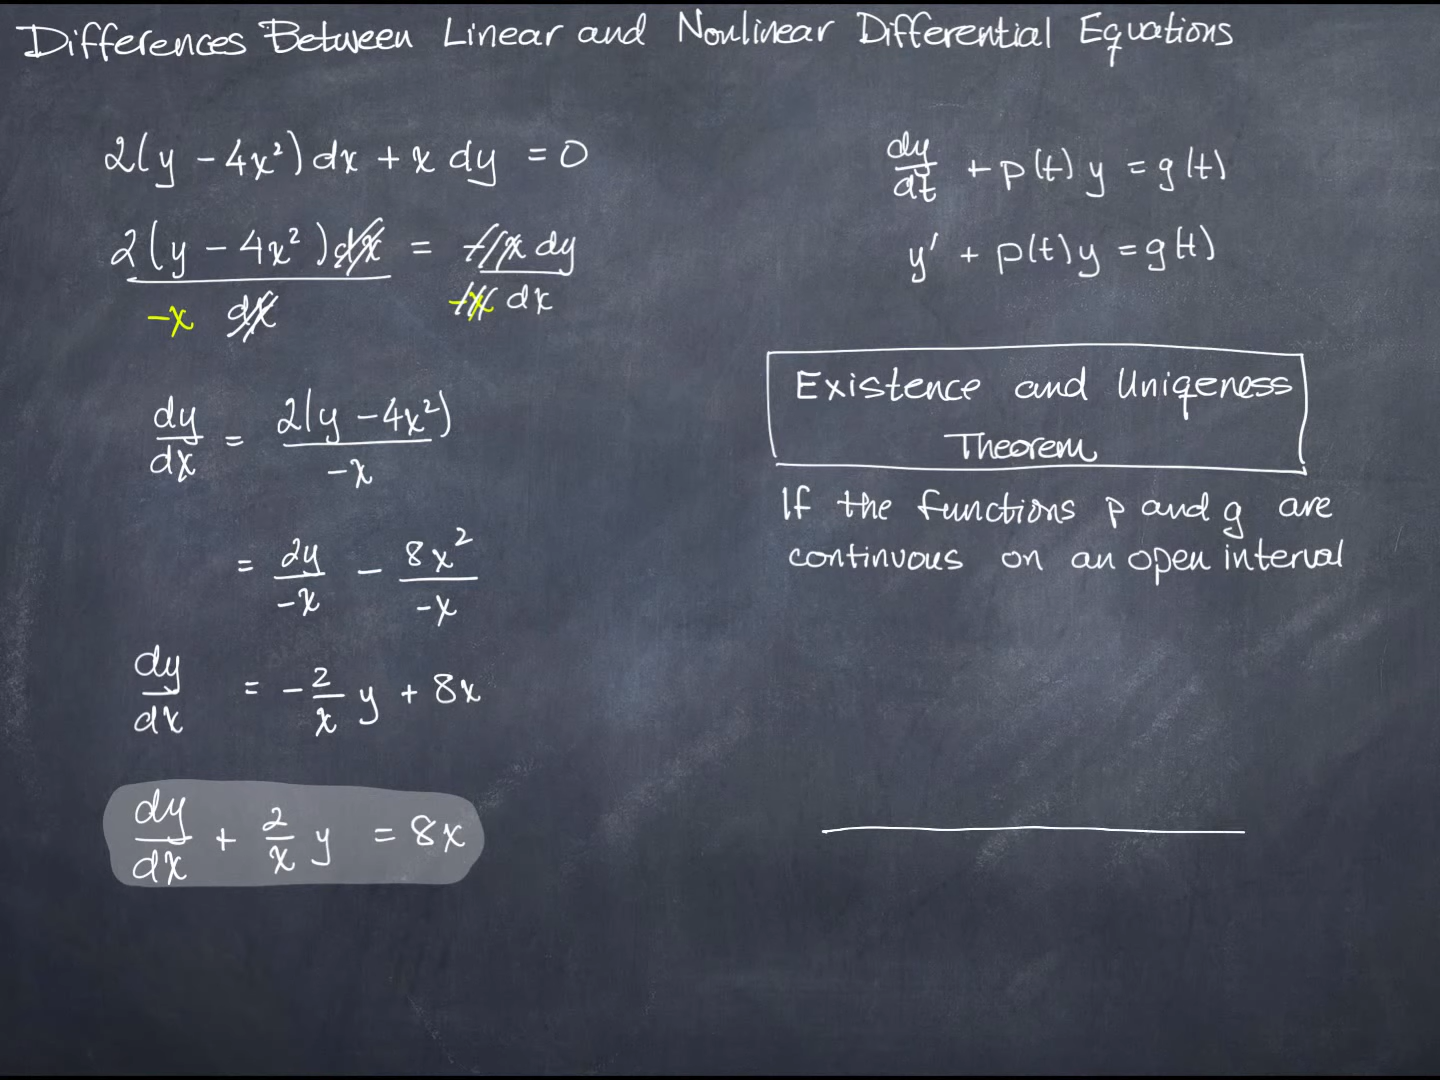 Differences Between Linear and Nonlinear Differential Equations
2(y - 4x²) dx + x dy = 0
2(y - 4x²) dx = -x dy
-x dx -x dx
dy/dx = 2(y - 4x²)/-x
= 2y/-x - 8x²/-x
dy/dx = -2/x y + 8x
dy/dx + 2/x y = 8x
dy/dt + p(t) y = g(t)
y' + p(t) y = g(t)
Existence and Uniqeness
Theorem
If the functions p and g are
continuous on an open interval